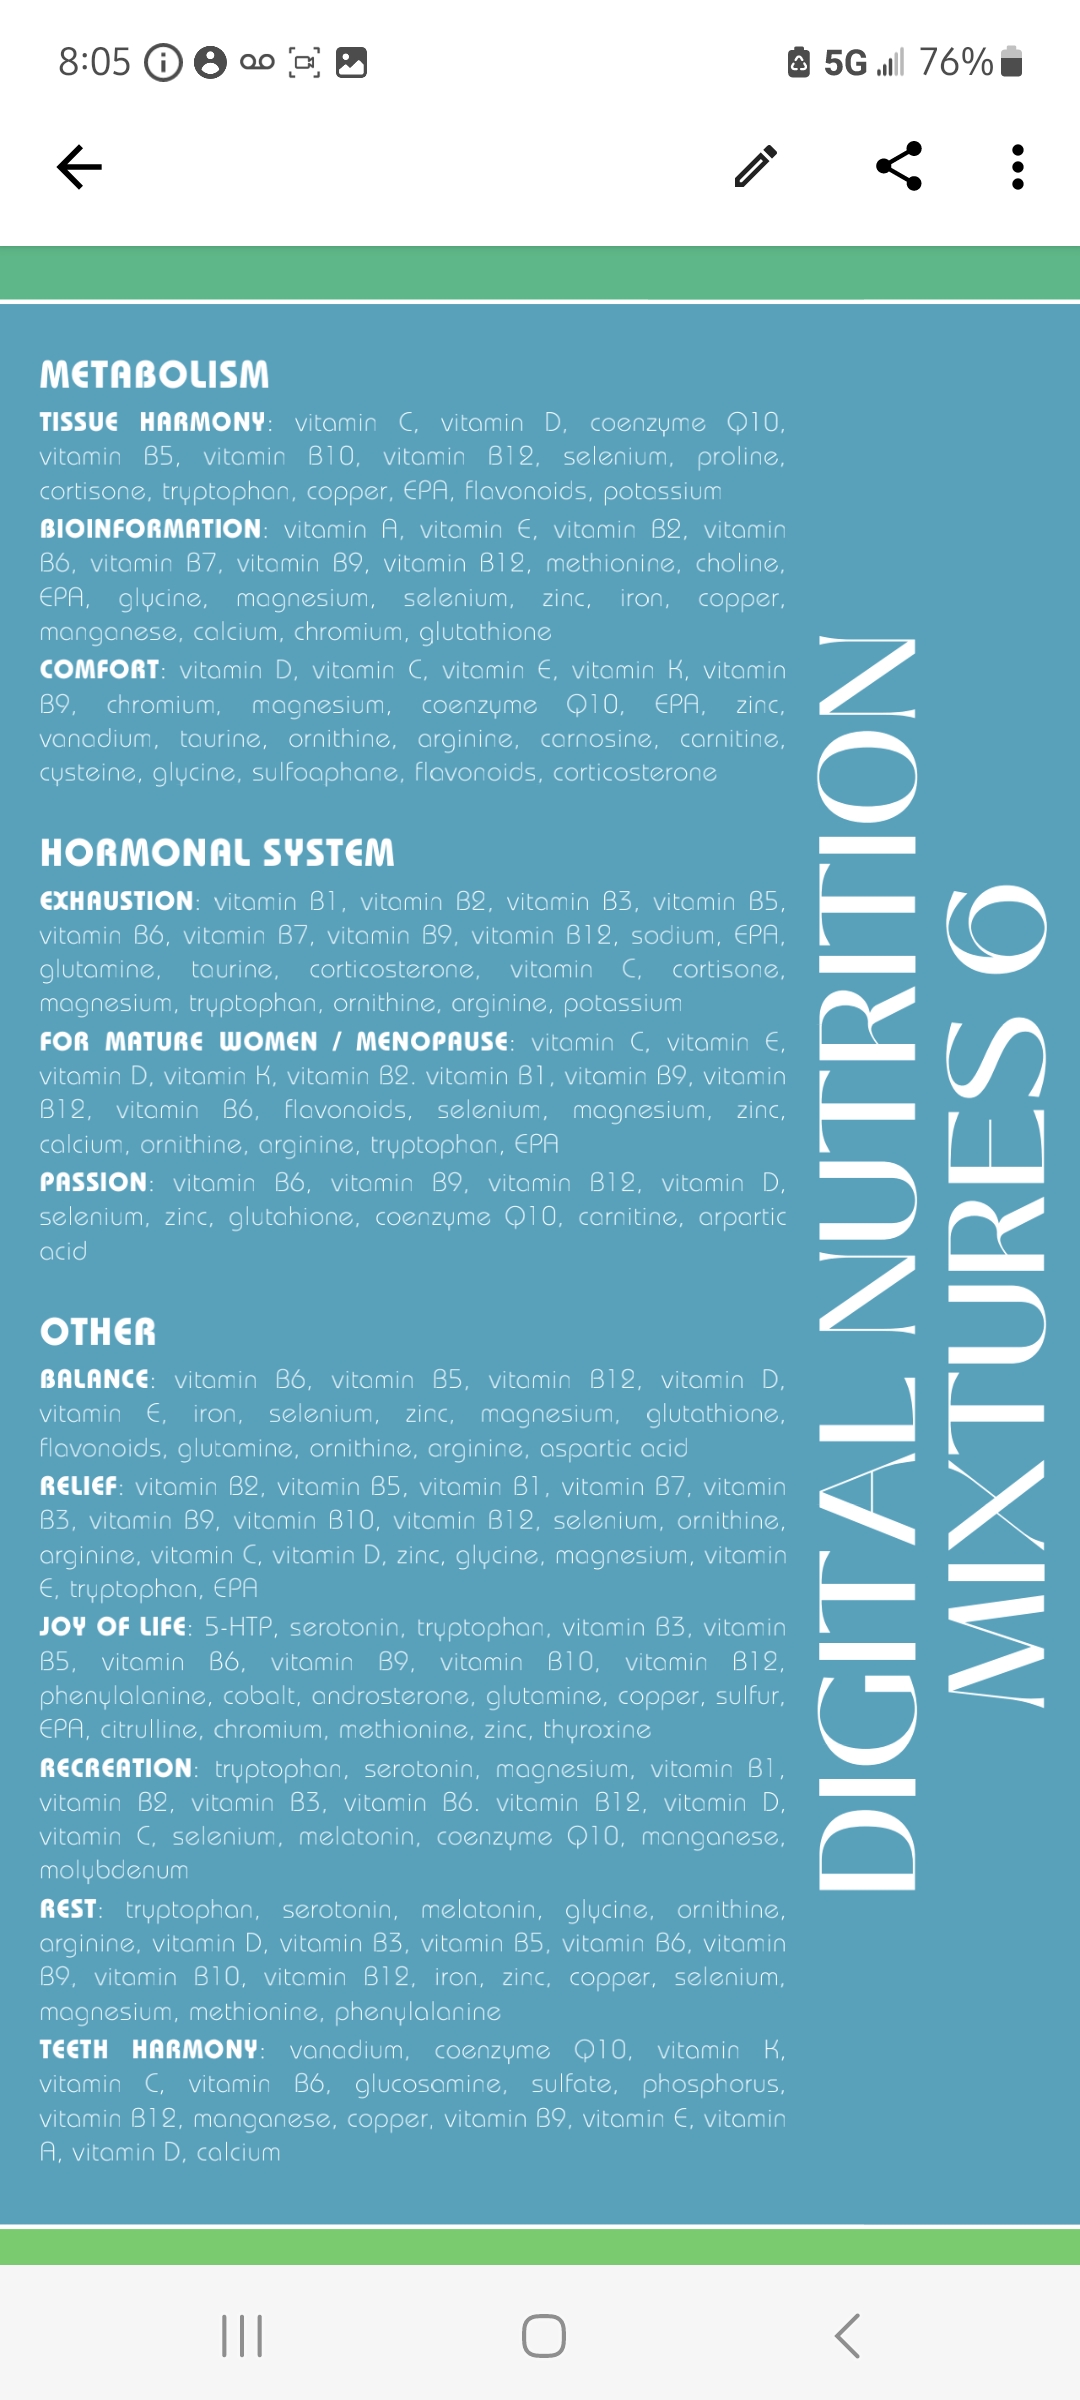 8:05
5G 76%
METABOLISM
TISSUE HARMONY: vitamin C, vitamin D, coenzyme Q10,
vitamin B5, vitamin B10, vitamin B12, selenium, proline,
cortisone, tryptophan, copper, EPA, flavonoids, potassium
BIOINFORMATION: vitamin A, vitamin E, vitamin B2, vitamin
B6, vitamin B7, vitamin B9, vitamin B12, methionine, choline,
EPA, glycine, magnesium, selenium, zinc, iron, copper,
manganese, calcium, chromium, glutathione
COMFORT: vitamin D, vitamin C, vitamin E, vitamin K, vitamin
B9, chromium, magnesium, coenzyme Q10, EPA, zinc,
vanadium, taurine, ornithine, arginine, carnosine, carnitine,
cysteine, glycine, sulfoaphane, flavonoids, corticosterone
HORMONAL SYSTEM
EXHAUSTION: vitamin B1, vitamin B2, vitamin B3, vitamin B5,
vitamin B6, vitamin B7, vitamin B9, vitamin B12, sodium, EPA,
glutamine, taurine, corticosterone, vitamin C, cortisone,
magnesium, tryptophan, ornithine, arginine, potassium
FOR MATURE WOMEN / MENOPAUSE: vitamin C, vitamin E,
vitamin D, vitamin K, vitamin B2. vitamin B1, vitamin B9, vitamin
B12, vitamin B6, flavonoids, selenium, magnesium, zinc,
calcium, ornithine, arginine, tryptophan, EPA
PASSION: vitamin B6, vitamin B9, vitamin B12, vitamin D,
selenium, zinc, glutahione, coenzyme Q10, carnitine, arpartic
acid
OTHER
BALANCE: vitamin B6, vitamin B5, vitamin B12, vitamin D,
vitamin E, iron, selenium, zinc, magnesium, glutathione,
flavonoids, glutamine, ornithine, arginine, aspartic acid
RELIEF: vitamin B2, vitamin B5, vitamin B1, vitamin B7, vitamin
B3, vitamin B9, vitamin B10, vitamin B12, selenium, ornithine,
arginine, vitamin C, vitamin D, zinc, glycine, magnesium, vitamin
E, tryptophan, EPA
JOY OF LIFE: 5-HTP, serotonin, tryptophan, vitamin B3, vitamin
B5, vitamin B6, vitamin B9, vitamin B10, vitamin B12,
phenylalanine, cobalt, androsterone, glutamine, copper, sulfur,
EPA, citrulline, chromium, methionine, zinc, thyroxine
RECREATION: tryptophan, serotonin, magnesium, vitamin B1,
vitamin B2, vitamin B3, vitamin B6. vitamin B12, vitamin D,
vitamin C, selenium, melatonin, coenzyme Q10, manganese,
molybdenum
REST: tryptophan, serotonin, melatonin, glycine, ornithine,
arginine, vitamin D, vitamin B3, vitamin B5, vitamin B6, vitamin
B9, vitamin B10, vitamin B12, iron, zinc, copper, selenium,
magnesium, methionine, phenylalanine
TEETH HARMONY: vanadium, coenzyme Q10, vitamin K,
vitamin C, vitamin B6, glucosamine, sulfate, phosphorus,
vitamin B12, manganese, copper, vitamin B9, vitamin E, vitamin
A, vitamin D, calcium
DIGITAL NUTRITION
MIXTURES 6